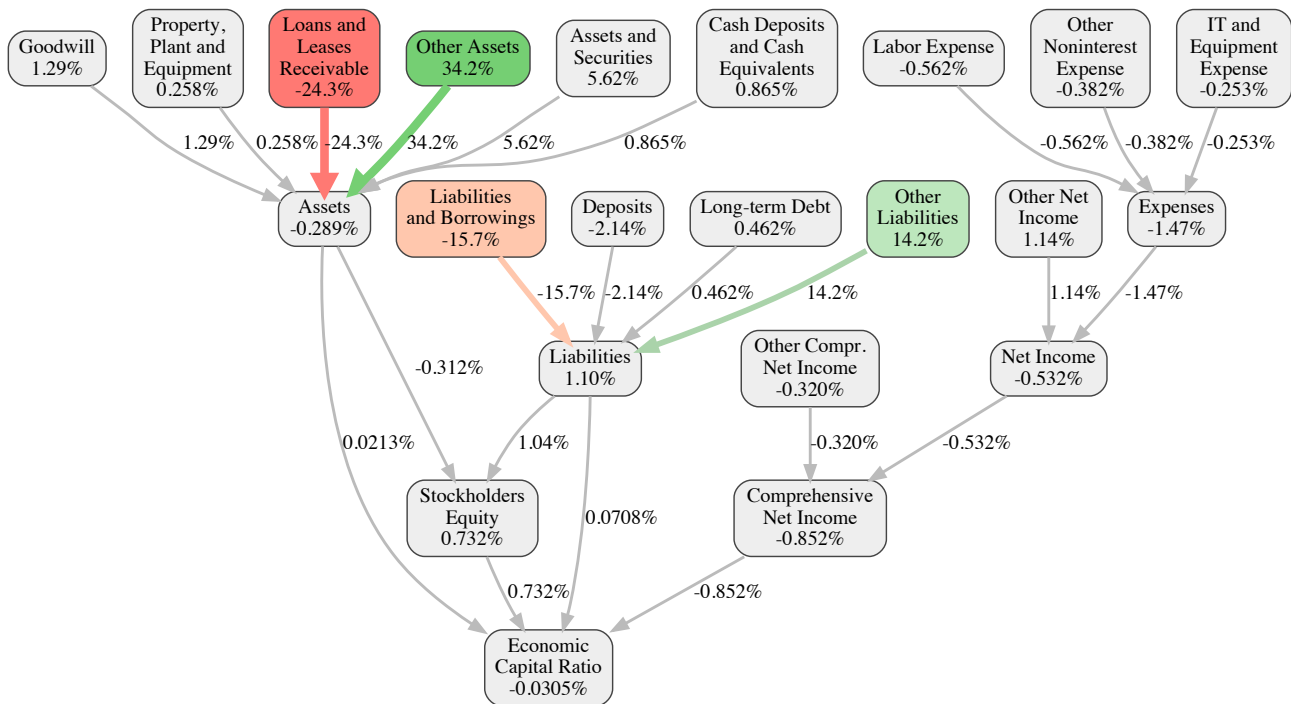 Goodwill
1.29%
Property,
Plant and
Equipment
0.258%
Loans and
Leases
Receivable
-24.3%
Other Assets
34.2%
Assets and
Securities
5.62%
Cash Deposits
and Cash
Equivalents
0.865%
Labor Expense
-0.562%
Other
Noninterest
Expense
-0.382%
IT and
Equipment
Expense
-0.253%
1.29%
0.258%
-24.3%
34.2%
5.62%
0.865%
-0.562%
-0.382%
-0.253%
Assets
-0.289%
Liabilities
and Borrowings
-15.7%
Deposits
-2.14%
Long-term Debt
0.462%
Other
Liabilities
14.2%
Other Net
Income
1.14%
Expenses
-1.47%
-15.7%
-2.14%
0.462%
14.2%
1.14%
-1.47%
Liabilities
1.10%
Other Compr.
Net Income
-0.320%
Net Income
-0.532%
-0.312%
0.0213%
1.04%
-0.320%
-0.532%
Stockholders
Equity
0.732%
0.0708%
Comprehensive
Net Income
-0.852%
0.732%
-0.852%
Economic
Capital Ratio
-0.0305%